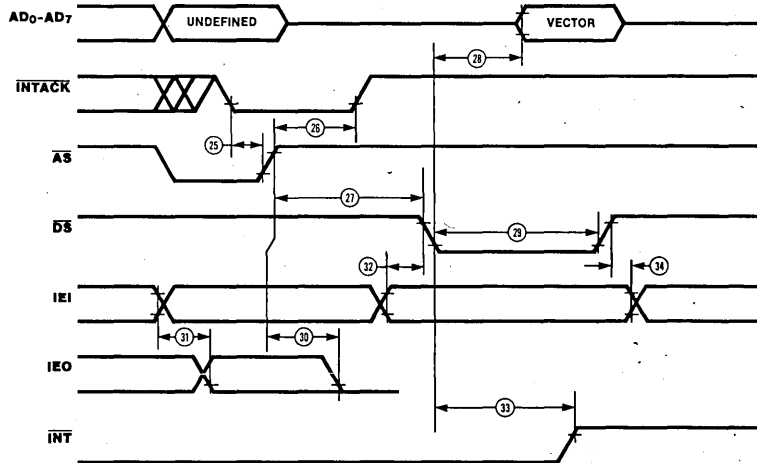 AD₀-AD₇ UNDEFINED VECTOR
28
INTACK
25 26
AS
27
DS
29
32 34
IEI
31 30
IEO
33
INT